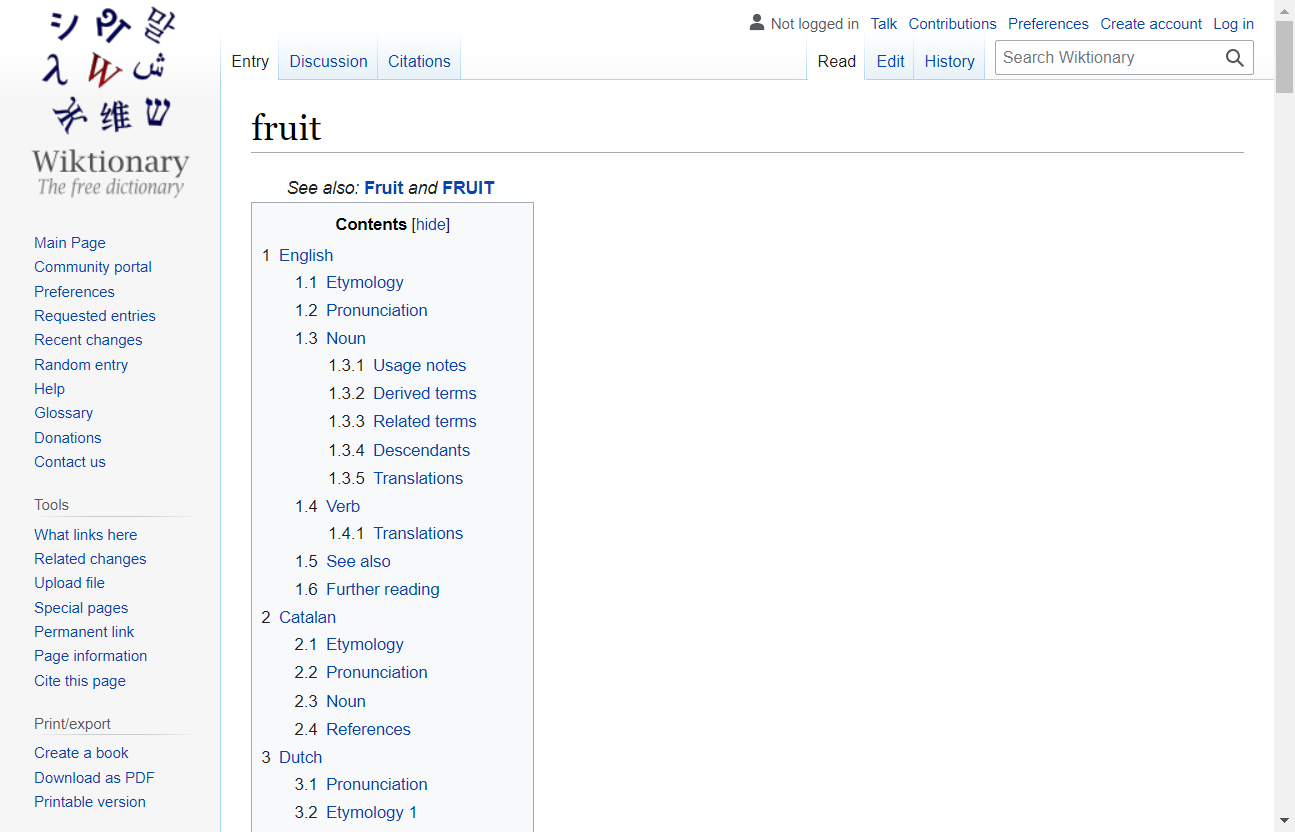 シ ที่ 말
λ W ش
维 ש
Wiktionary
The free dictionary
Not logged in Talk Contributions Preferences Create account Log in
Entry Discussion Citations Read Edit History Search Wiktionary
fruit
See also: Fruit and FRUIT
Contents [hide]
1 English
1.1 Etymology
1.2 Pronunciation
1.3 Noun
1.3.1 Usage notes
1.3.2 Derived terms
1.3.3 Related terms
1.3.4 Descendants
1.3.5 Translations
1.4 Verb
1.4.1 Translations
1.5 See also
1.6 Further reading
2 Catalan
2.1 Etymology
2.2 Pronunciation
2.3 Noun
2.4 References
3 Dutch
3.1 Pronunciation
3.2 Etymology 1
Main Page
Community portal
Preferences
Requested entries
Recent changes
Random entry
Help
Glossary
Donations
Contact us
Tools
What links here
Related changes
Upload file
Special pages
Permanent link
Page information
Cite this page
Print/export
Create a book
Download as PDF
Printable version